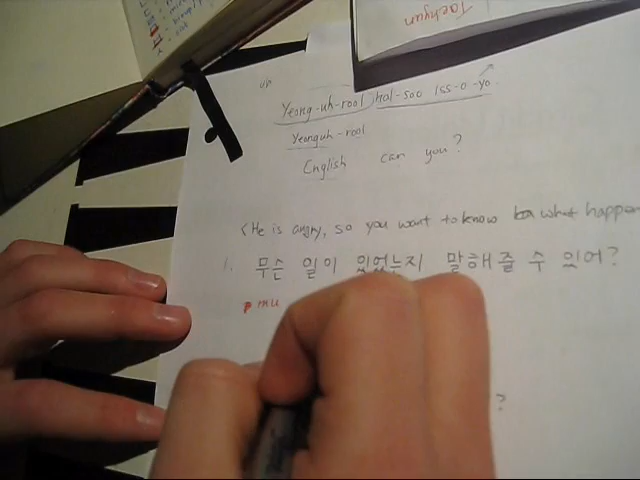 Taehyun
uh
Yeong-uh-rool hal-soo iss-o-yo.
Yeonguh-rool
English can you?
(He is angry, so you want to know what happen
1. 무슨 일이 있었는지 말해줄 수 있어?
mu
?